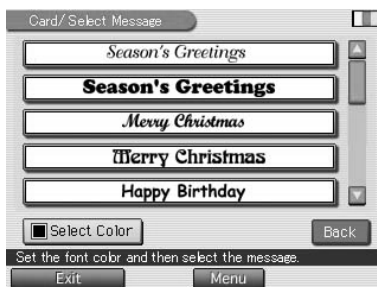 Card/Select Message
Season's Greetings
Season's Greetings
Merry Christmas
Merry Christmas
Happy Birthday
Select Color
Back
Set the font color and then select the message.
Exit
Menu